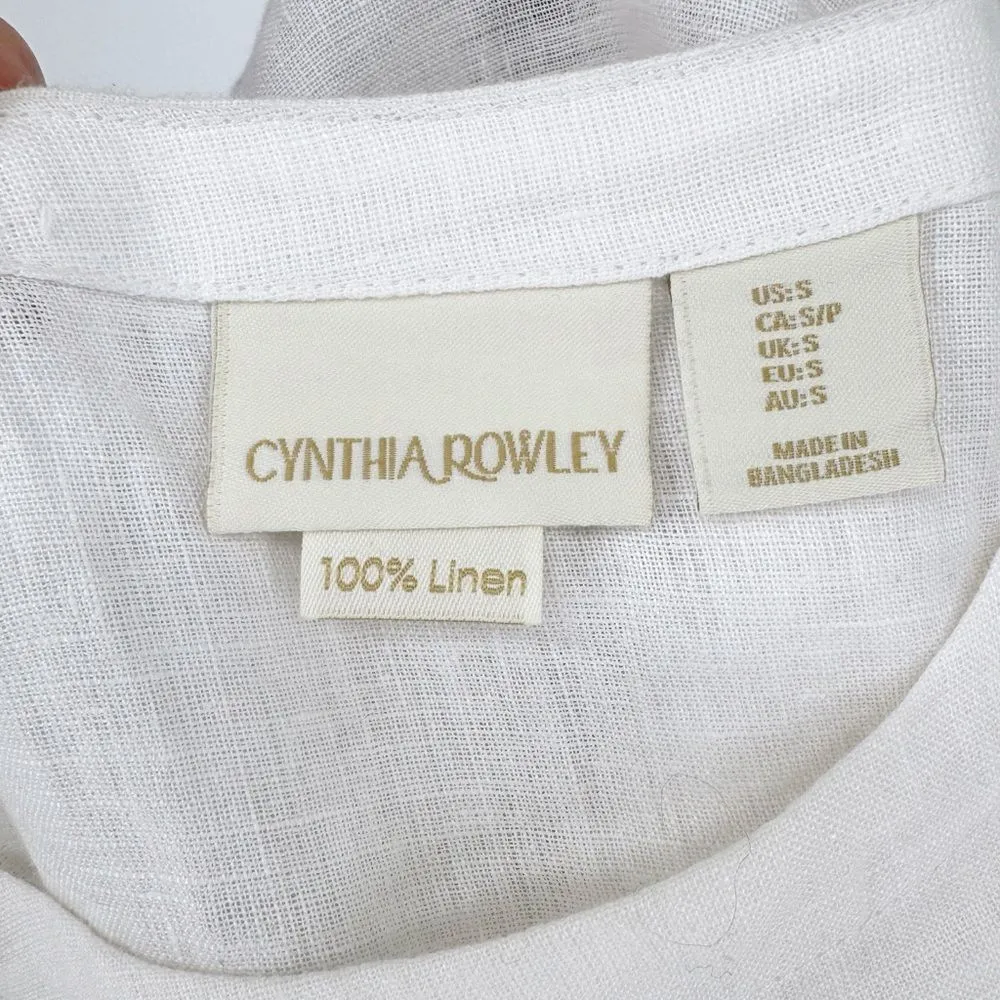 CYNTHIA ROWLEY
100% Linen
US: S
CA: S/P
UK: S
EU: S
AU: S
MADE IN
BANGLADESH